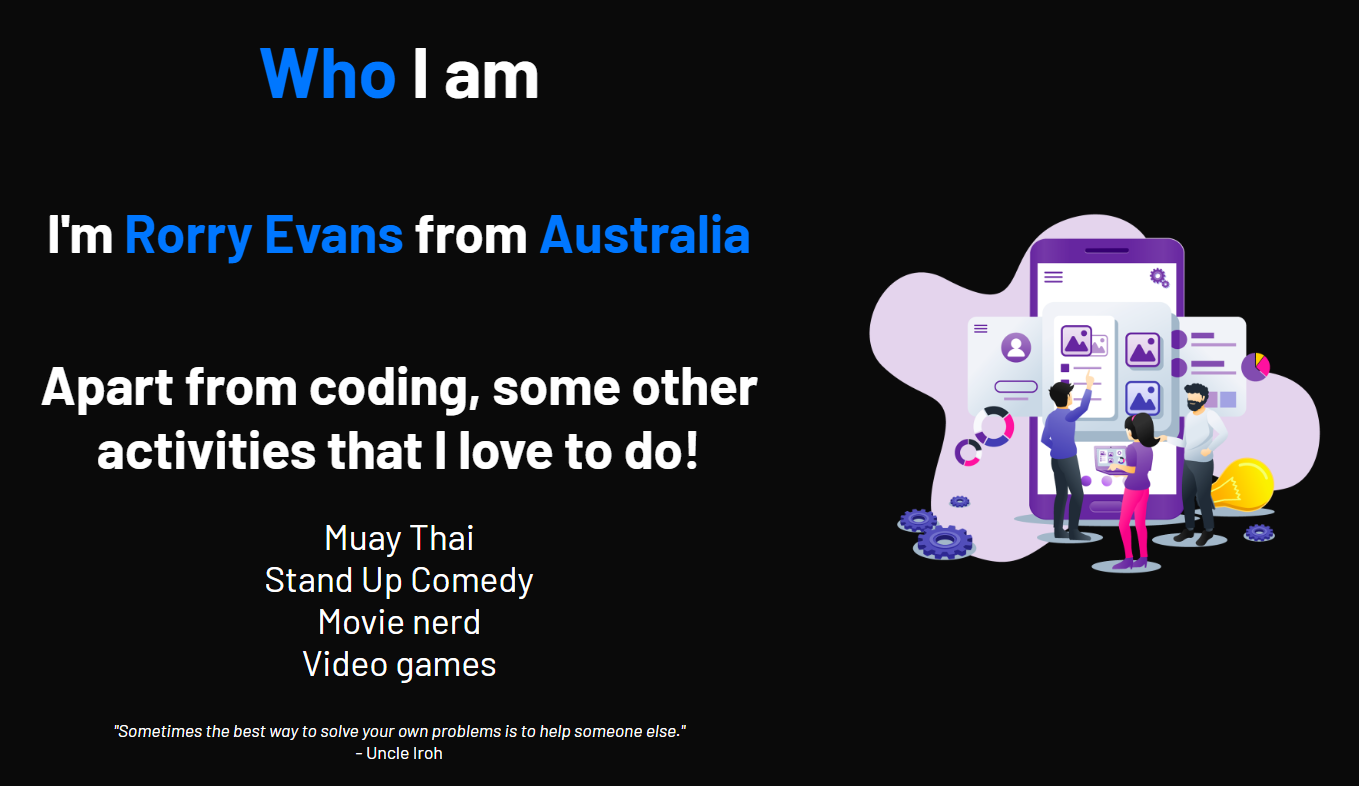 Who I am
I'm Rorry Evans from Australia
Apart from coding, some other
activities that I love to do!
Muay Thai
Stand Up Comedy
Movie nerd
Video games
"Sometimes the best way to solve your own problems is to help someone else."
- Uncle Iroh